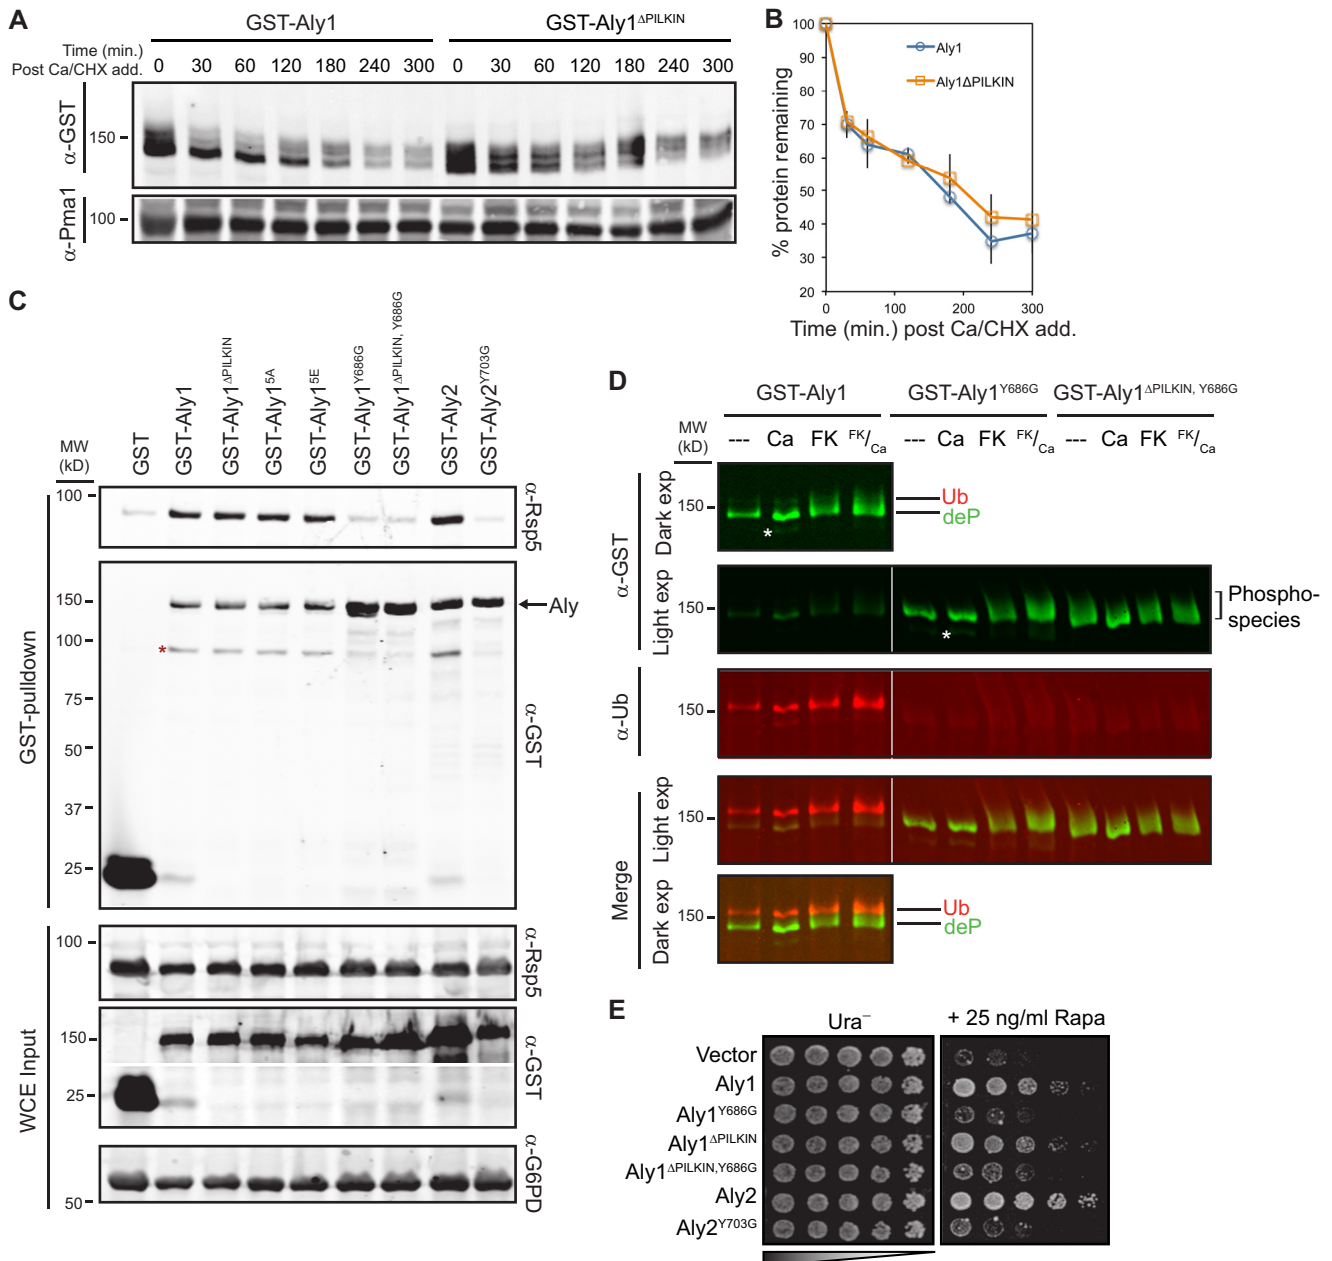 A
GST-Aly1
GST-Aly1ΔPILKIN
Time (min.)
Post Ca/CHX add.
0 30 60 120 180 240 300 0 30 60 120 180 240 300
α-GST
150
α-Pma1
100
B
% protein remaining
100
90
80
70
60
50
40
30
20
Aly1
Aly1ΔPILKIN
0 100 200 300
Time (min.) post Ca/CHX add.
C
MW
(kD)
GST
GST-Aly1
GST-Aly1ΔPILKIN
GST-Aly15A
GST-Aly15E
GST-Aly1Y686G
GST-Aly1ΔPILKIN, Y686G
GST-Aly2
GST-Aly2Y703G
GST-pulldown
100
α-Rsp5
150
Aly
100
*
75
50
37
25
α-GST
WCE Input
100
α-Rsp5
150
25
α-GST
50
α-G6PD
D
GST-Aly1
GST-Aly1Y686G
GST-Aly1ΔPILKIN, Y686G
MW
(kD)
--- Ca FK FK/Ca --- Ca FK FK/Ca --- Ca FK FK/Ca
α-GST
Dark exp
150
*
Ub
deP
Light exp
150
*
Phospho-
species
α-Ub
150
Merge
Light exp
150
Dark exp
150
Ub
deP
E
Ura–
+ 25 ng/ml Rapa
Vector
Aly1
Aly1Y686G
Aly1ΔPILKIN
Aly1ΔPILKIN,Y686G
Aly2
Aly2Y703G